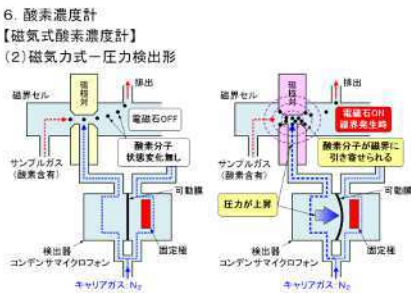 6. 酸素濃度計
【磁気式酸素濃度計】
(2)磁気力式－圧力検出形
磁極対
排出
磁界セル
電磁石OFF
酸素分子
状態変化無し
サンプルガス
(酸素含有)
可動膜
検出器
コンデンサマイクロフォン
固定極
キャリアガス：N₂
磁極対
排出
電磁石ON
磁界発生時
酸素分子が磁界に
引き寄せられる
サンプルガス
(酸素含有)
圧力が上昇
可動膜
検出器
コンデンサマイクロフォン
固定極
キャリアガス：N₂